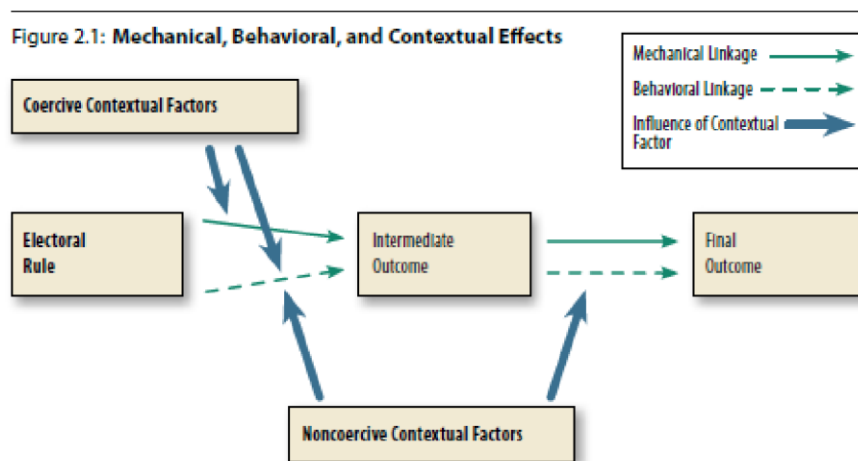 Figure 2.1: Mechanical, Behavioral, and Contextual Effects
Mechanical Linkage
Behavioral Linkage
Influence of Contextual
Factor
Coercive Contextual Factors
Electoral
Rule
Intermediate
Outcome
Final
Outcome
Noncoercive Contextual Factors